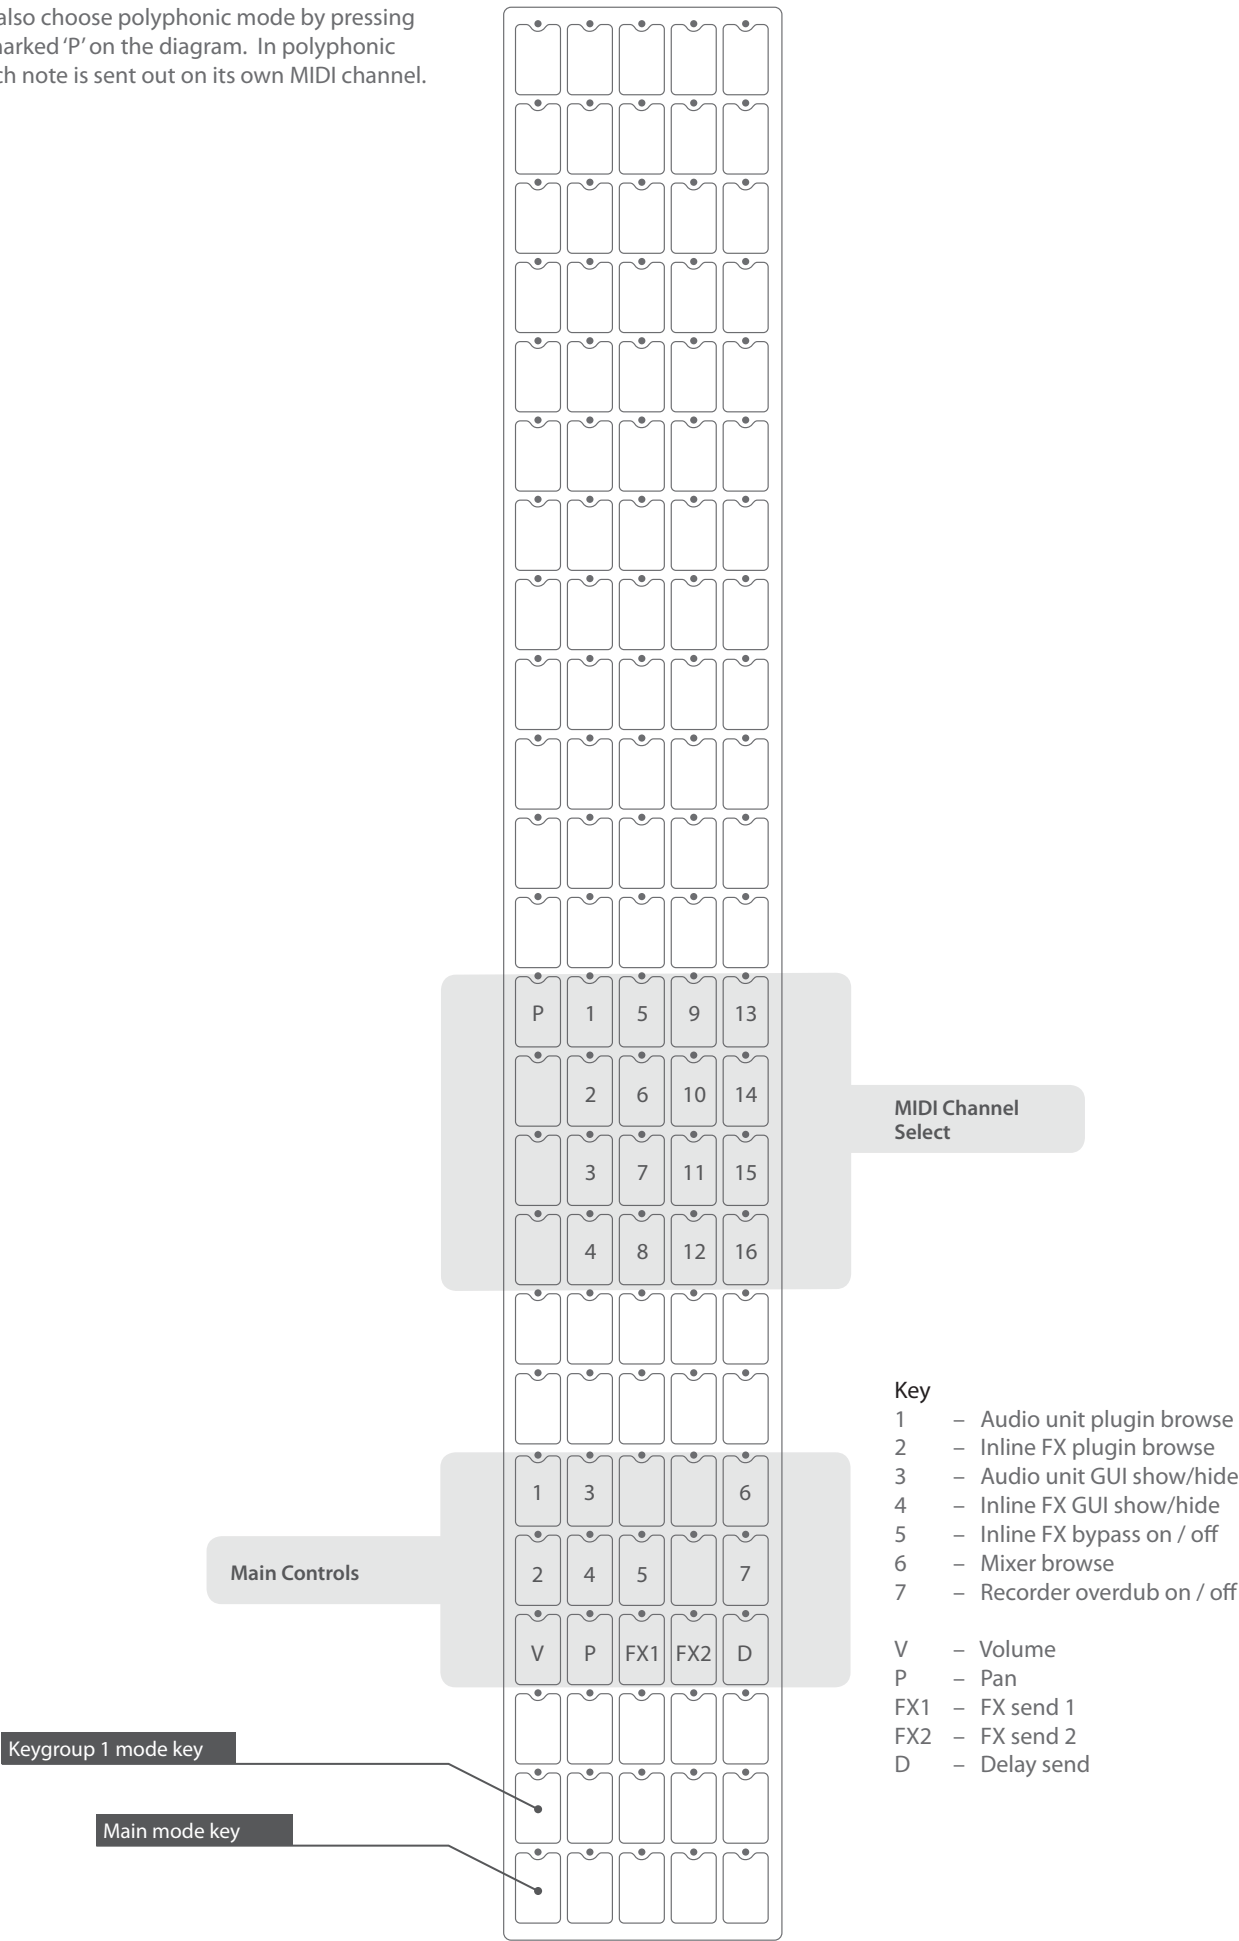 also choose polyphonic mode by pressing
marked ‘P’ on the diagram. In polyphonic
note is sent out on its own MIDI channel.
P 1 5 9 13
2 6 10 14
3 7 11 15
4 8 12 16
MIDI Channel
Select
1 3 6
2 4 5 7
V P FX1 FX2 D
Main Controls
Keygroup 1 mode key
Main mode key
Key
1 – Audio unit plugin browse
2 – Inline FX plugin browse
3 – Audio unit GUI show/hide
4 – Inline FX GUI show/hide
5 – Inline FX bypass on / off
6 – Mixer browse
7 – Recorder overdub on / off
V – Volume
P – Pan
FX1 – FX send 1
FX2 – FX send 2
D – Delay send